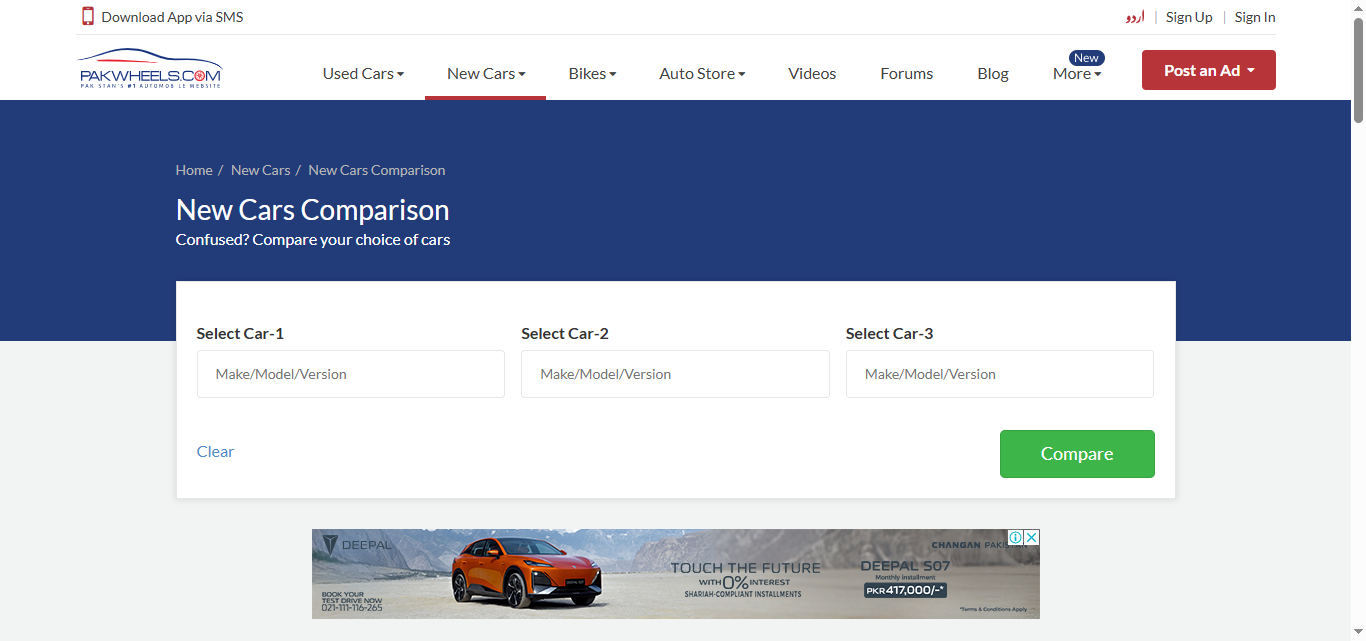 Download App via SMS
اردو | Sign Up | Sign In
PAKWHEELS.COM
PAKISTAN'S #1 AUTOMOBILE WEBSITE
Used Cars New Cars Bikes Auto Store Videos Forums Blog More New Post an Ad
Home / New Cars / New Cars Comparison
New Cars Comparison
Confused? Compare your choice of cars
Select Car-1 Select Car-2 Select Car-3
Make/Model/Version Make/Model/Version Make/Model/Version
Clear Compare
DEEPAL
BOOK YOUR
TEST DRIVE NOW
021-111-116-265
DEEPAL
TOUCH THE FUTURE
WITH 0% INTEREST
SHARIAH-COMPLIANT INSTALLMENTS
CHANGAN PAKISTAN
DEEPAL S07
Monthly Installment
PKR 417,000/-*
*Terms & Conditions Apply